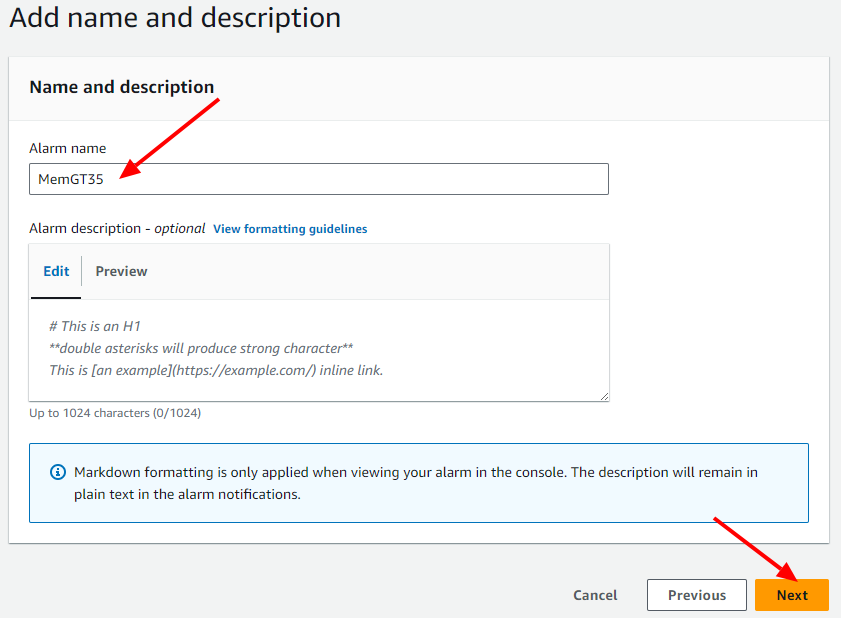 Add name and description
Name and description
Alarm name
MemGT35
Alarm description - optional View formatting guidelines
Edit Preview
# This is an H1
**double asterisks will produce strong character**
This is [an example](https://example.com/) inline link.
Up to 1024 characters (0/1024)
Markdown formatting is only applied when viewing your alarm in the console. The description will remain in
plain text in the alarm notifications.
Cancel Previous Next